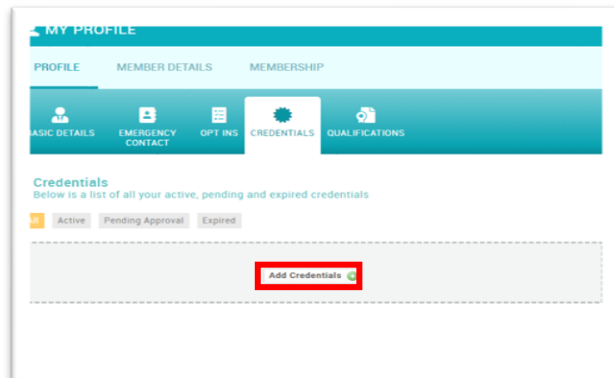 MY PROFILE
PROFILE MEMBER DETAILS MEMBERSHIP
BASIC DETAILS EMERGENCY CONTACT OPT INS CREDENTIALS QUALIFICATIONS
Credentials
Below is a list of all your active, pending and expired credentials
All Active Pending Approval Expired
Add Credentials